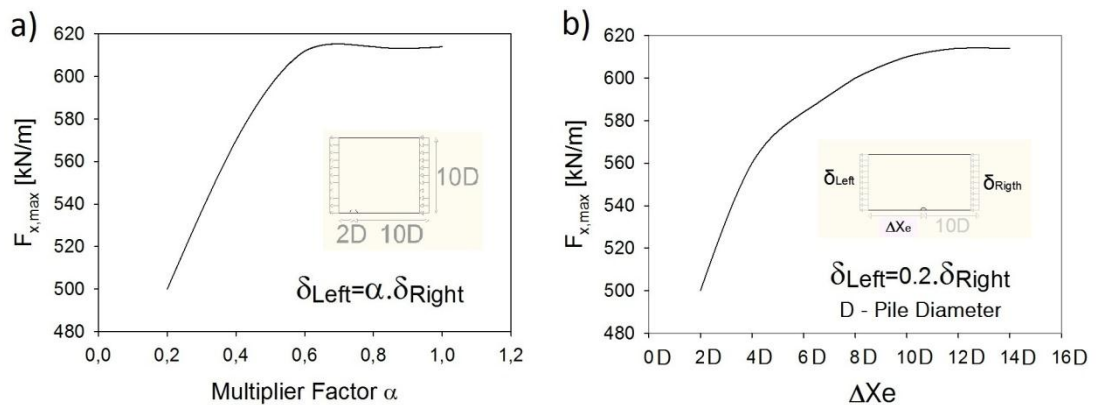 a)
F x,max [kN/m]
620
600
580
560
540
520
500
480
0,0 0,2 0,4 0,6 0,8 1,0 1,2
Multiplier Factor α
10D
2D 10D
δLeft=α.δRight
b)
F x,max [kN/m]
620
600
580
560
540
520
500
480
0D 2D 4D 6D 8D 10D 12D 14D 16D
ΔXe
δLeft
δRigth
ΔXe 10D
δLeft=0.2.δRight
D - Pile Diameter